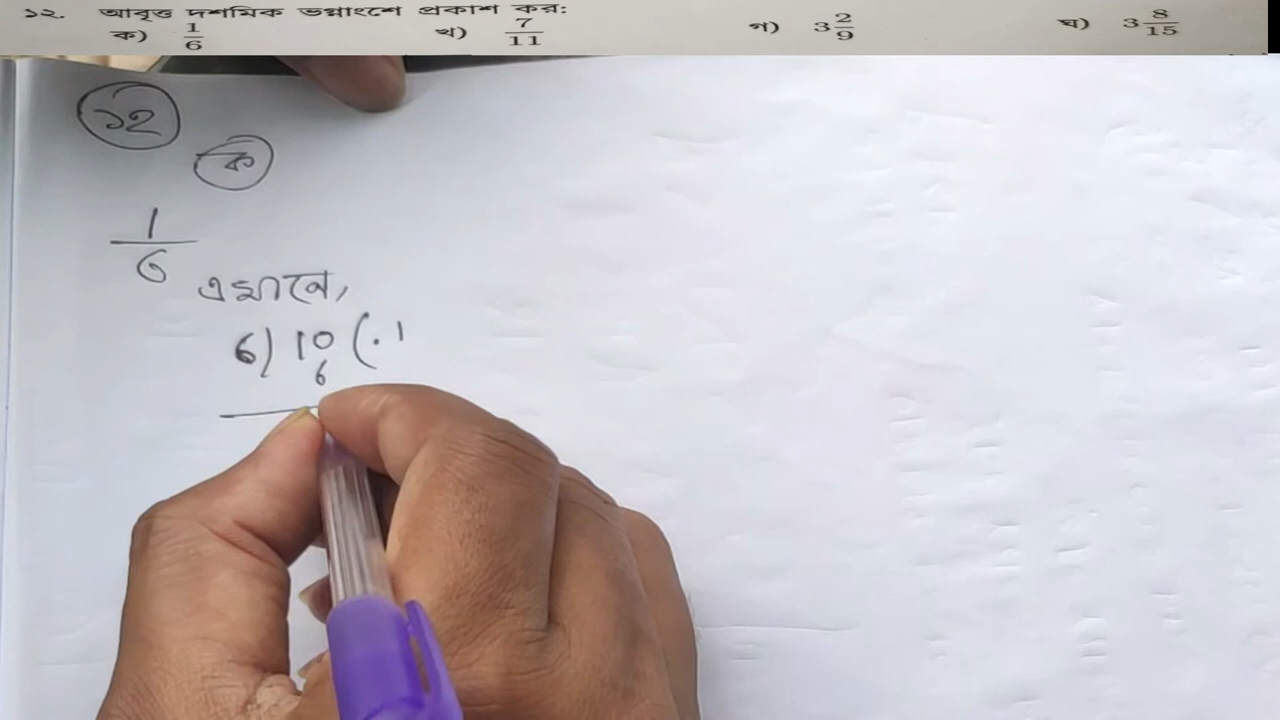 ১২. আবৃত্ত দশমিক ভগ্নাংশে প্রকাশ কর:
ক) 1/6 খ) 7/11 গ) 3 2/9 ঘ) 3 8/15
১২
ক
1/6
এখানে,
6) 10 (.1
6